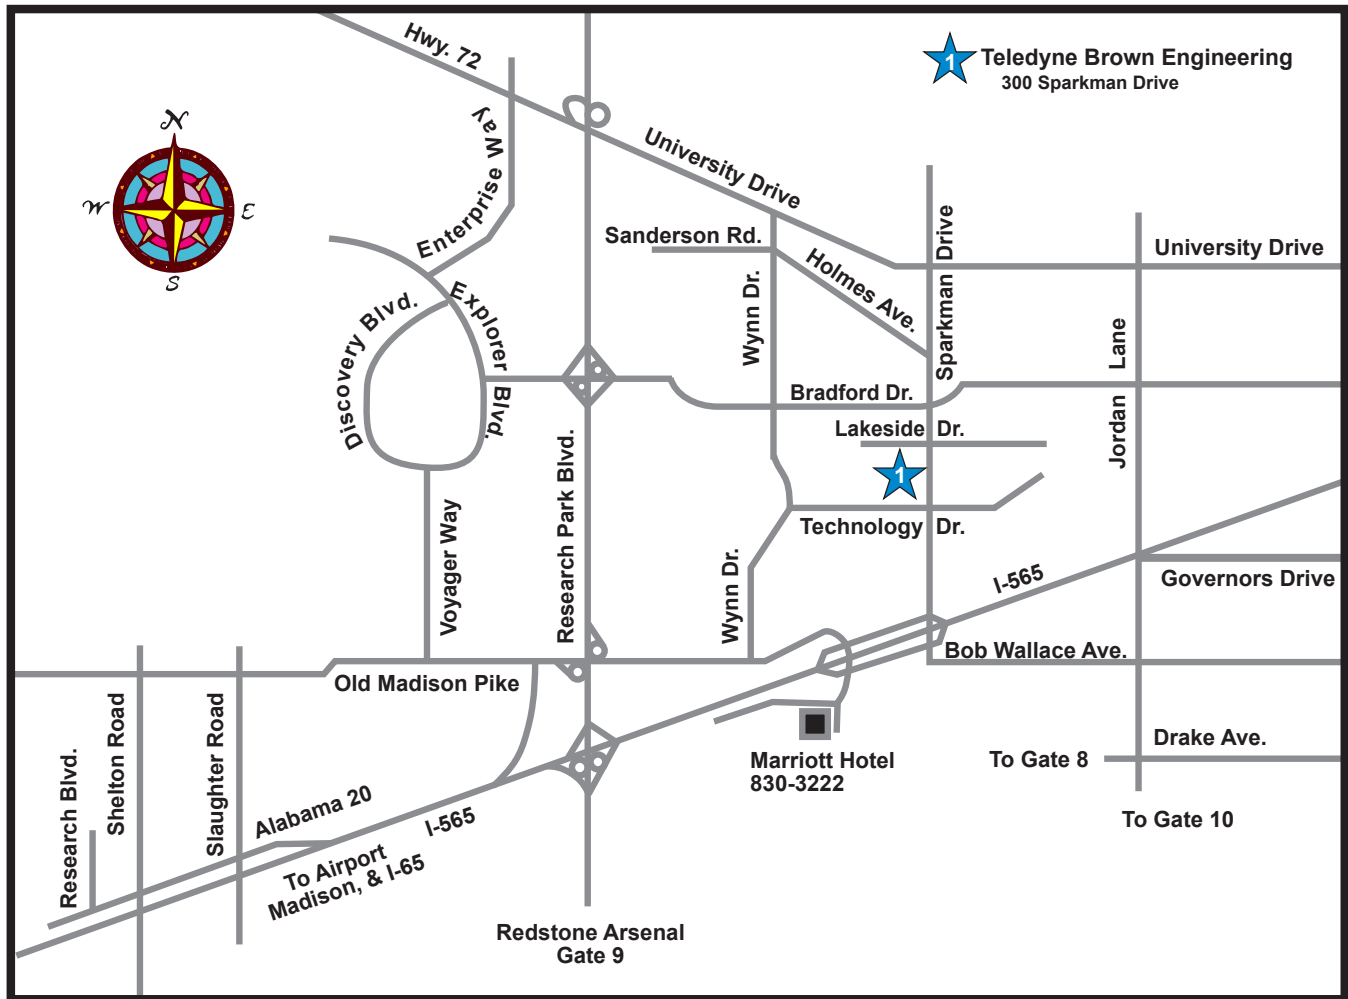 Hwy. 72
1
Teledyne Brown Engineering
300 Sparkman Drive
N
W
E
S
Enterprise Way
University Drive
Sanderson Rd.
Holmes Ave.
Sparkman Drive
University Drive
Wynn Dr.
Discovery Blvd.
Explorer Blvd.
Jordan Lane
Bradford Dr.
Lakeside Dr.
1
Technology Dr.
Research Park Blvd.
Voyager Way
Wynn Dr.
I-565
Governors Drive
Bob Wallace Ave.
Old Madison Pike
Research Blvd.
Shelton Road
Slaughter Road
Drake Ave.
To Gate 8
Marriott Hotel
830-3222
Alabama 20
I-565
To Airport
Madison, & I-65
To Gate 10
Redstone Arsenal
Gate 9